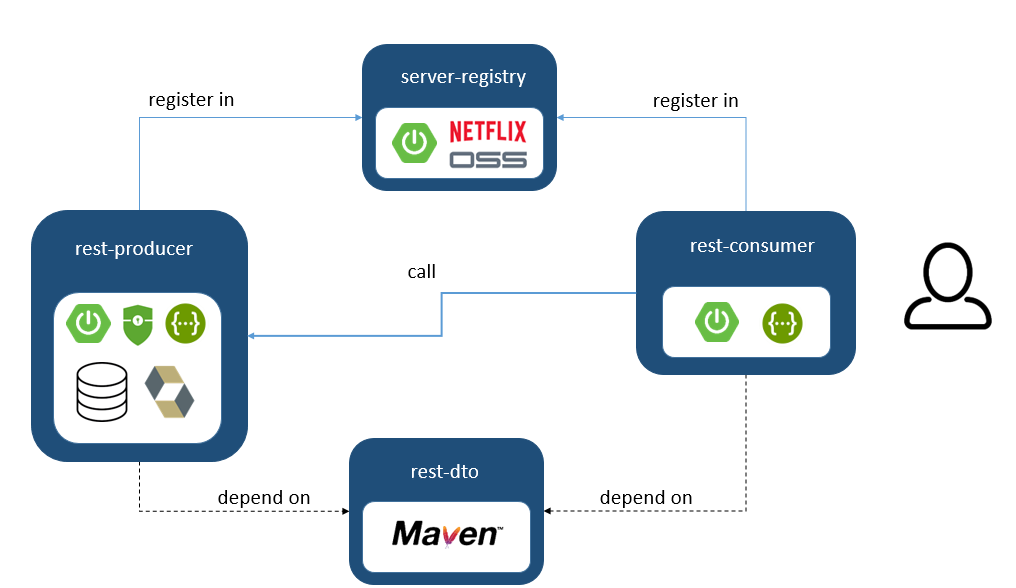 server-registry
register in
register in
NETFLIX
OSS
rest-producer
rest-consumer
call
{...}
{...}
rest-dto
depend on
depend on
Maven™